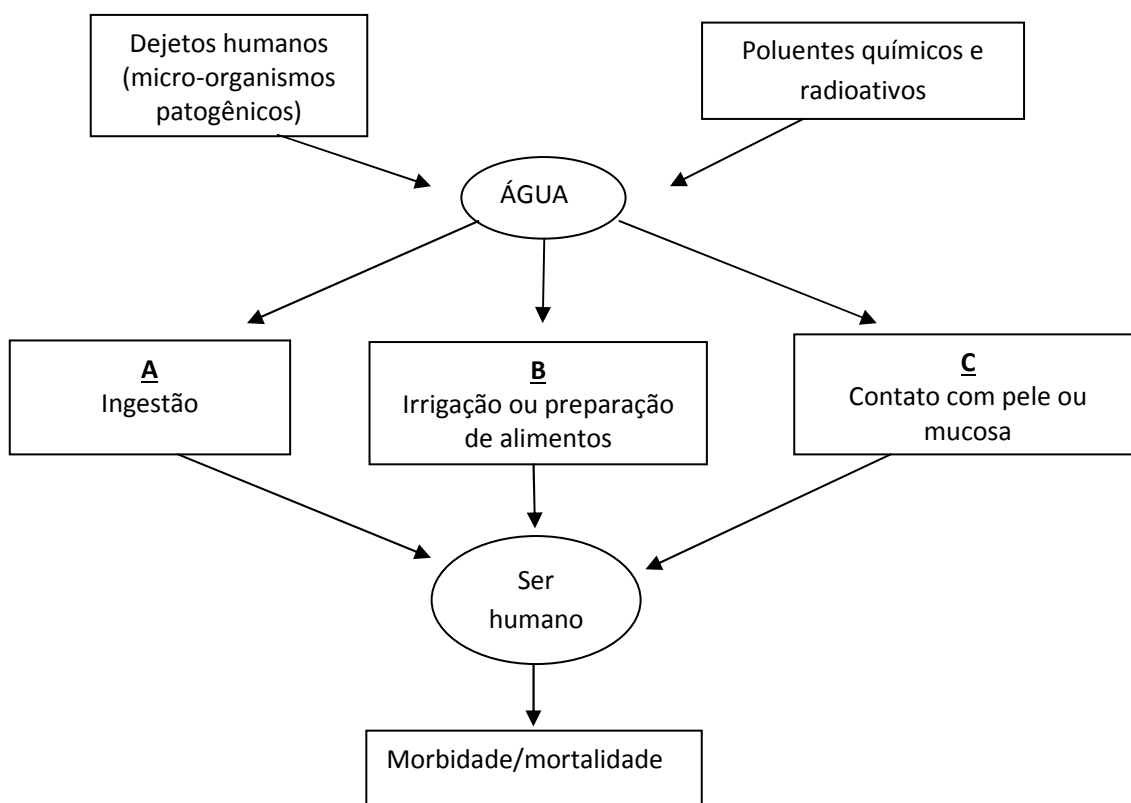 Dejetos humanos
(micro-organismos
patogênicos)
Poluentes químicos e
radioativos
ÁGUA
A
Ingestão
B
Irrigação ou preparação
de alimentos
C
Contato com pele ou
mucosa
Ser
humano
Morbidade/mortalidade